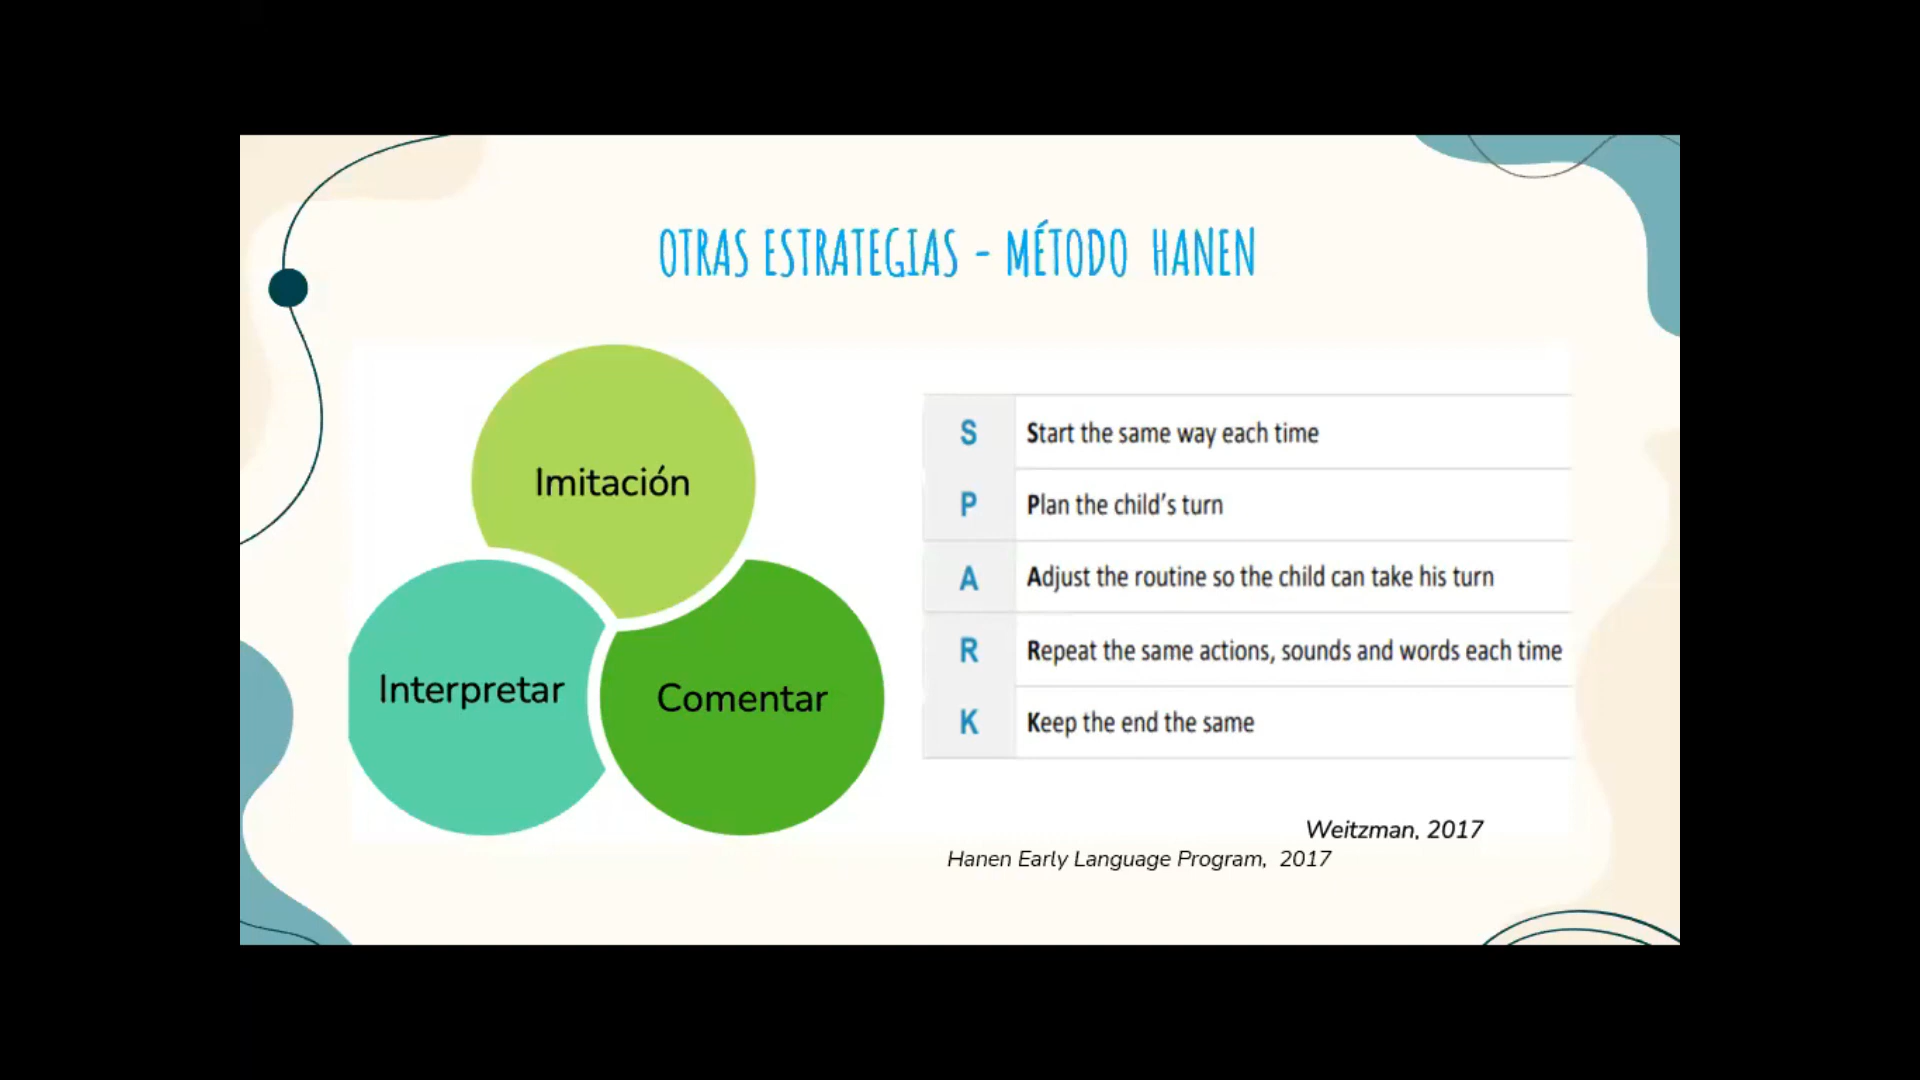 OTRAS ESTRATEGIAS - MÉTODO HANEN
Imitación
Interpretar
Comentar
S Start the same way each time
P Plan the child's turn
A Adjust the routine so the child can take his turn
R Repeat the same actions, sounds and words each time
K Keep the end the same
Weitzman, 2017
Hanen Early Language Program, 2017